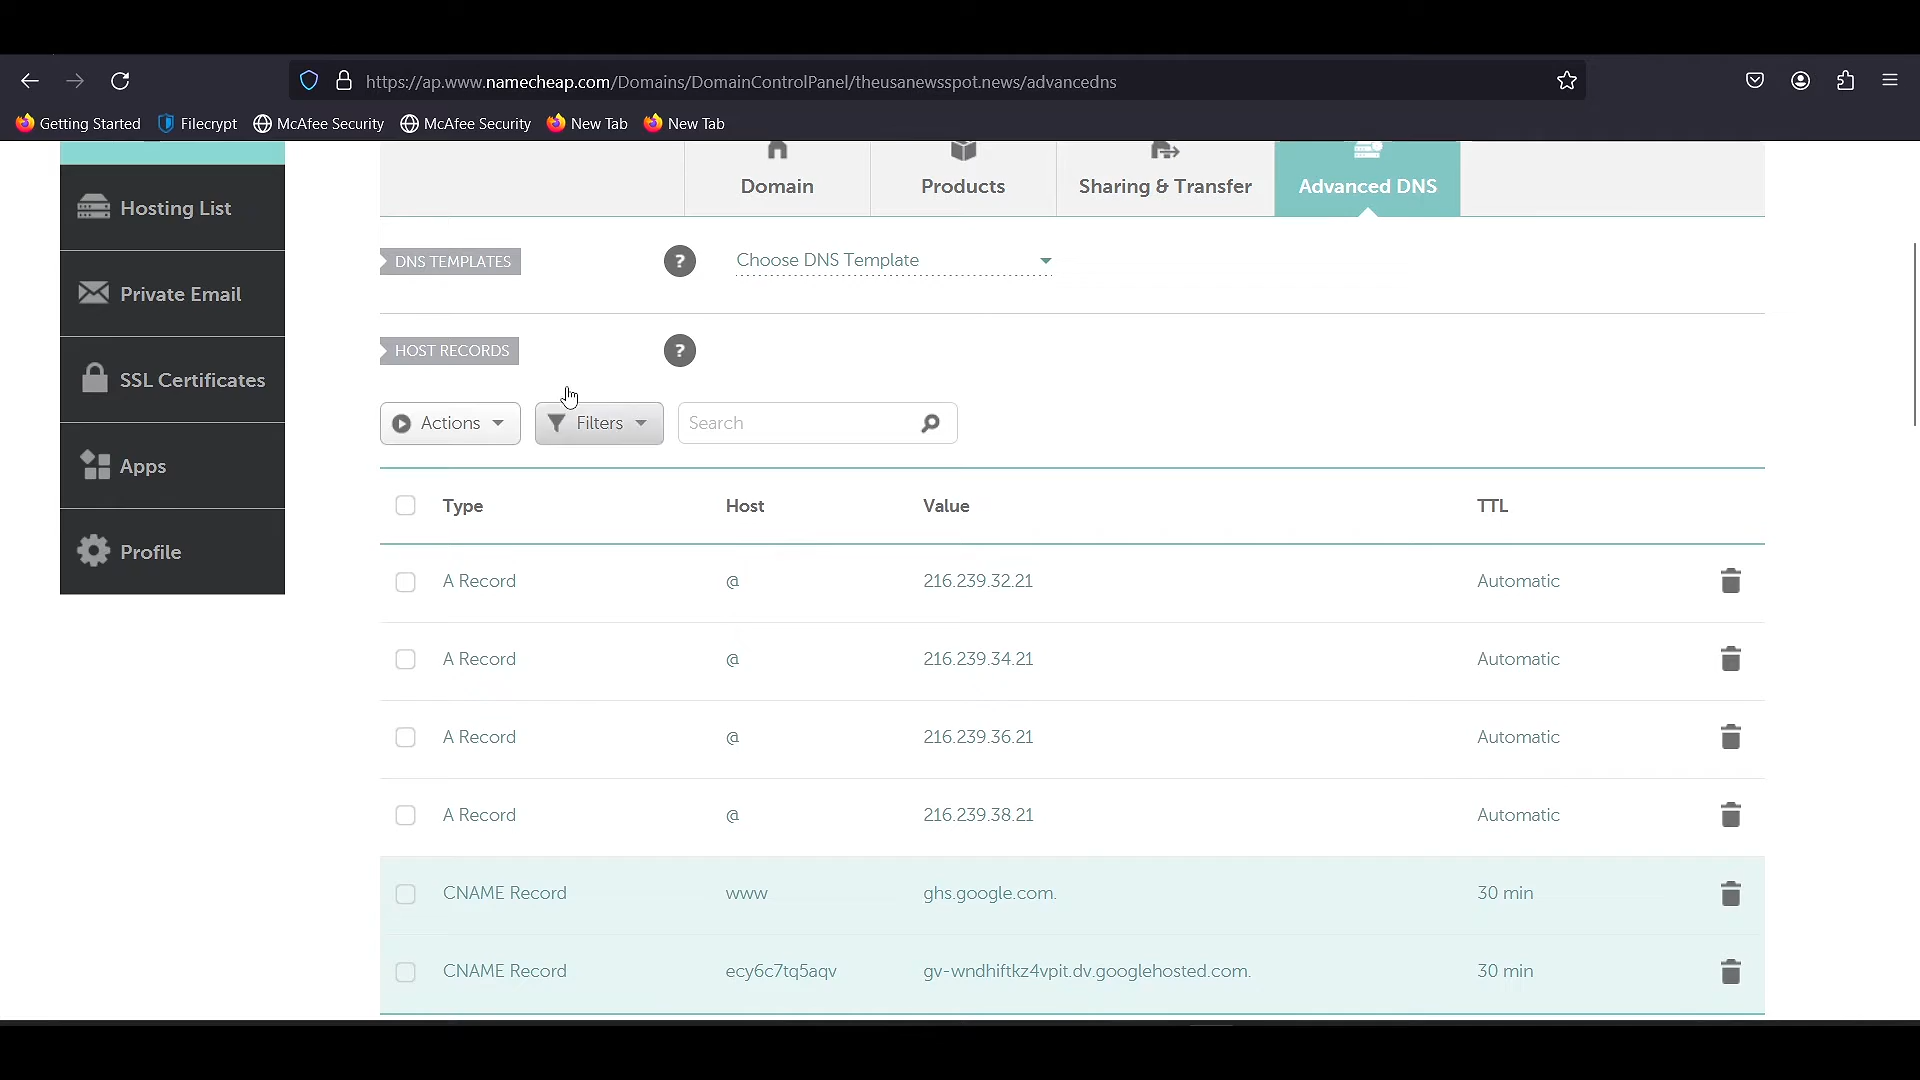 https://ap.www.namecheap.com/Domains/DomainControlPanel/theusanewsspot.news/advancedns
Getting Started Filecrypt McAfee Security McAfee Security New Tab New Tab
Domain Products Sharing & Transfer Advanced DNS
Hosting List
Private Email
SSL Certificates
Apps
Profile
DNS TEMPLATES ? Choose DNS Template
HOST RECORDS ?
Actions Filters Search
Type Host Value TTL
A Record @ 216.239.32.21 Automatic
A Record @ 216.239.34.21 Automatic
A Record @ 216.239.36.21 Automatic
A Record @ 216.239.38.21 Automatic
CNAME Record www ghs.google.com. 30 min
CNAME Record ecy6c7tq5aqv gv-wndhiftkz4vpit.dv.googlehosted.com. 30 min